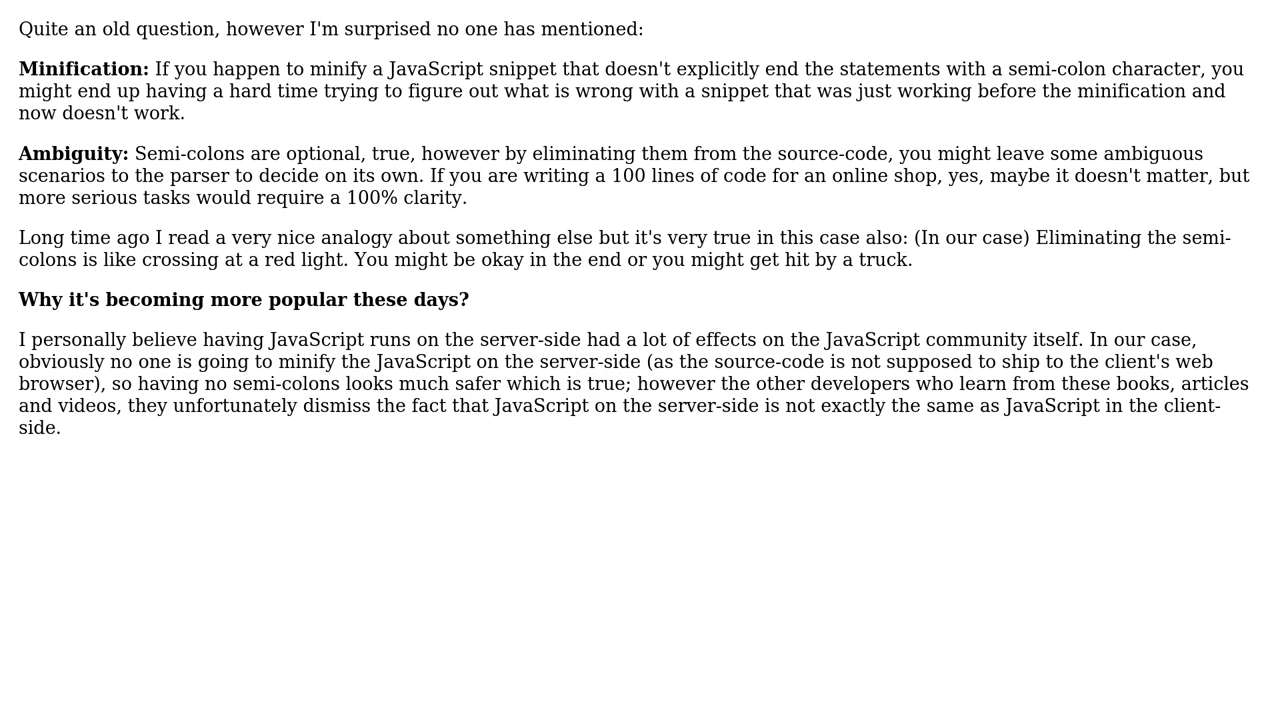 Quite an old question, however I'm surprised no one has mentioned:
Minification: If you happen to minify a JavaScript snippet that doesn't explicitly end the statements with a semi-colon character, you
might end up having a hard time trying to figure out what is wrong with a snippet that was just working before the minification and
now doesn't work.
Ambiguity: Semi-colons are optional, true, however by eliminating them from the source-code, you might leave some ambiguous
scenarios to the parser to decide on its own. If you are writing a 100 lines of code for an online shop, yes, maybe it doesn't matter, but
more serious tasks would require a 100% clarity.
Long time ago I read a very nice analogy about something else but it's very true in this case also: (In our case) Eliminating the semi-
colons is like crossing at a red light. You might be okay in the end or you might get hit by a truck.
Why it's becoming more popular these days?
I personally believe having JavaScript runs on the server-side had a lot of effects on the JavaScript community itself. In our case,
obviously no one is going to minify the JavaScript on the server-side (as the source-code is not supposed to ship to the client's web
browser), so having no semi-colons looks much safer which is true; however the other developers who learn from these books, articles
and videos, they unfortunately dismiss the fact that JavaScript on the server-side is not exactly the same as JavaScript in the client-
side.